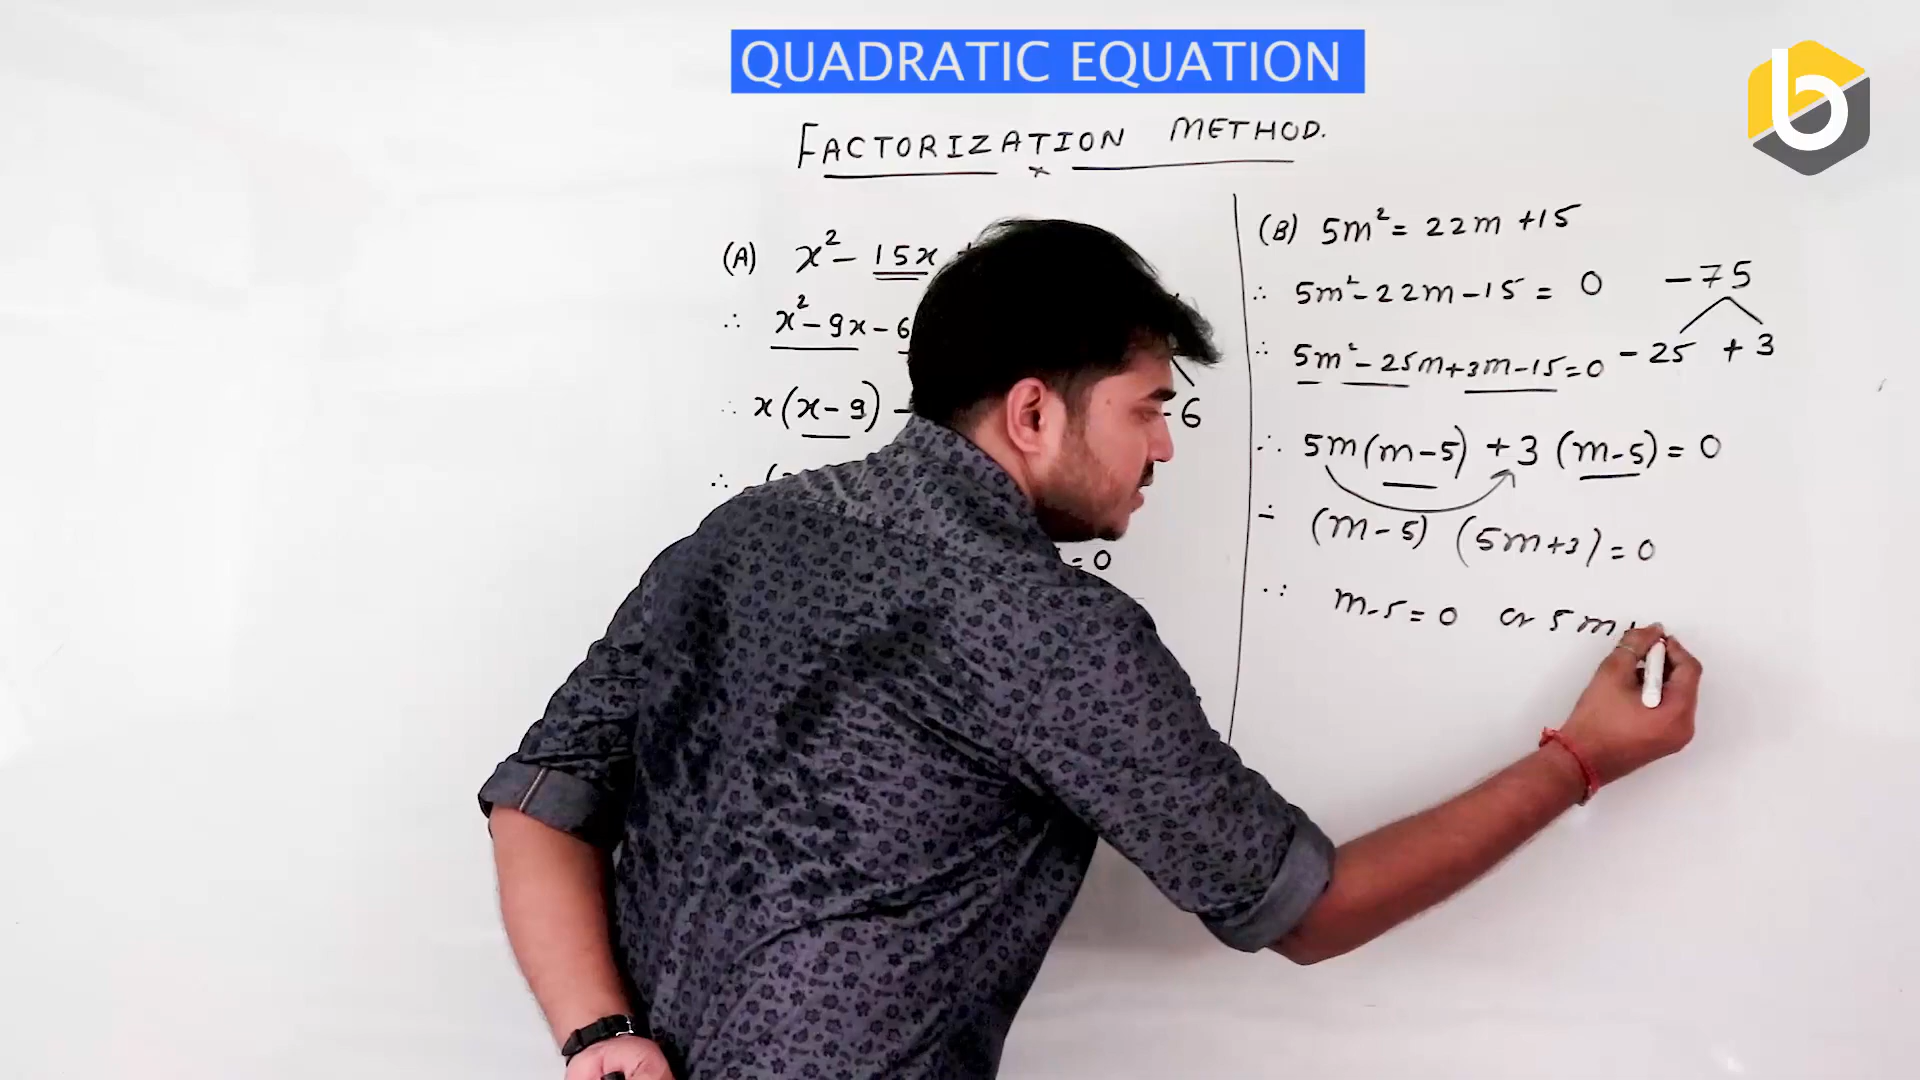 QUADRATIC EQUATION
b
FACTORIZATION METHOD.
(A) x² - 15x
∴ x² - 9x - 6
∴ x(x - 9) -
- 6
∴ (
= 0
(B) 5m² = 22m + 15
∴ 5m² - 22m - 15 = 0
- 75
- 25 + 3
∴ 5m² - 25m + 3m - 15 = 0
∴ 5m(m - 5) + 3 (m - 5) = 0
∴ (m - 5) (5m + 3) = 0
∴ m - 5 = 0 or 5m +